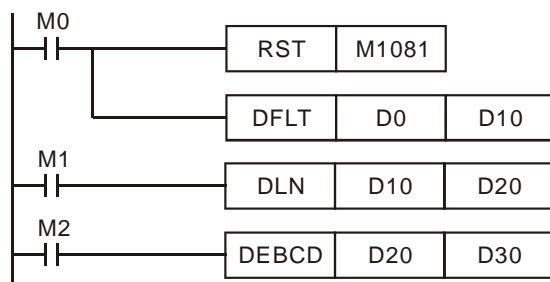 M0
RST M1081
DFLT D0 D10
M1
DLN D10 D20
M2
DEBCD D20 D30